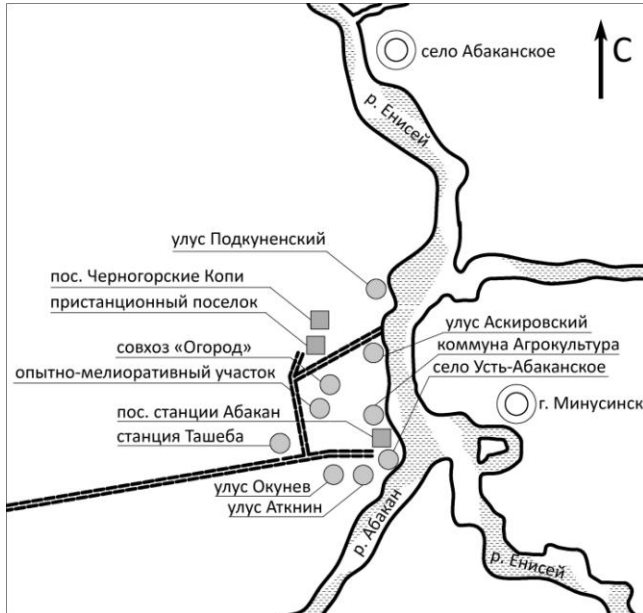 село Абаканское
С
р. Енисей
улус Подкуненский
пос. Черногорские Копи
пристанционный поселок
улус Аскировский
совхоз «Огород»
коммуна Агрокультура
опытно-мелиоративный участок
село Усть-Абаканское
пос. станции Абакан
г. Минусинск
станция Ташеба
улус Окунев
улус Аткнин
р. Абакан
р. Енисей